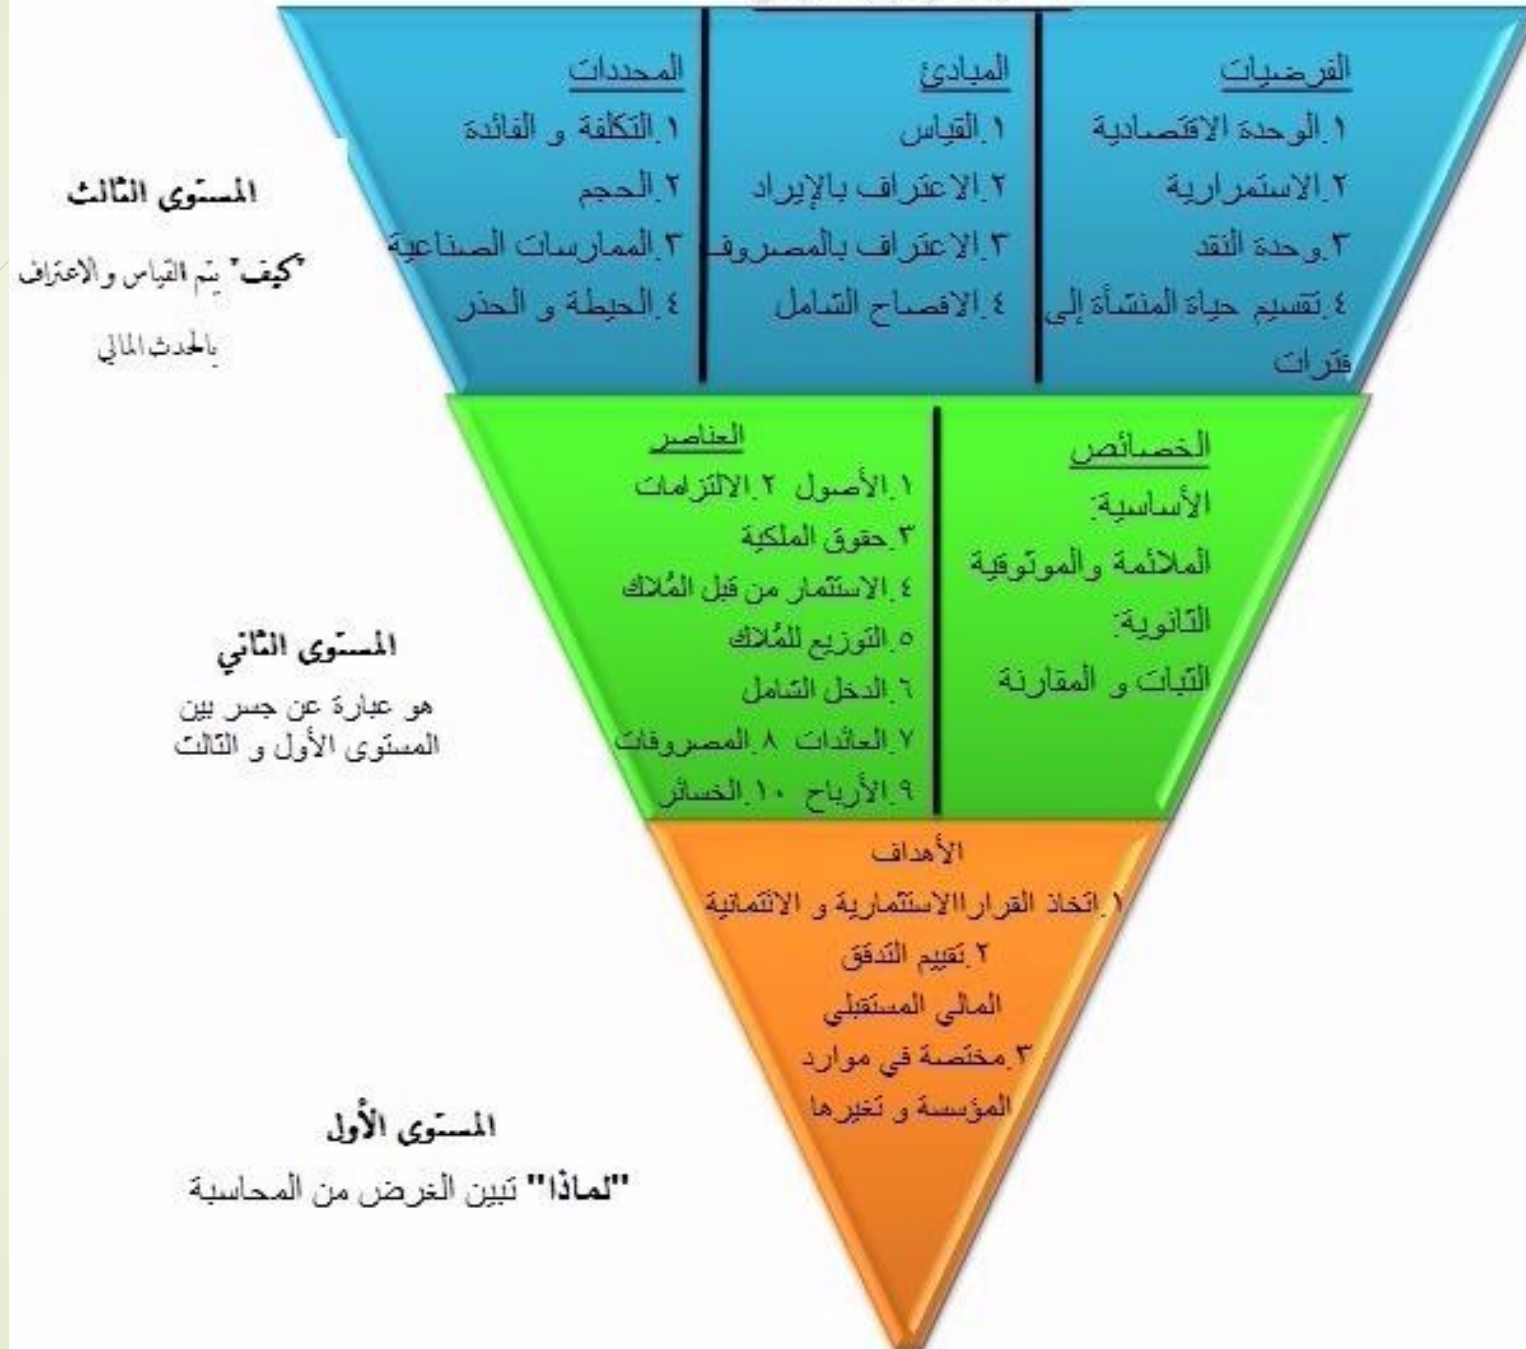 الفرضيات
١.الوحدة الاقتصادية
٢.الاستمرارية
٣.وحدة النقد
٤.تقسيم حياة المنشأة إلى
فترات
المبادئ
١.القياس
٢.الاعتراف بالإيراد
٣.الاعتراف بالمصروف
٤.الافصاح الشامل
المحددات
١.التكلفة و الفائدة
٢.الحجم
٣.الممارسات الصناعية
٤.الحيطة و الحذر
المستوى الثالث
"كيف" يتم القياس والاعتراف
بالحدث المالي
الخصائص
الأساسية:
الملائمة والموثوقية
الثانوية:
الثبات و المقارنة
العناصر
١.الأصول ٢.الالتزامات
٣.حقوق الملكية
٤.الاستثمار من قبل المُلاك
٥.التوزيع للمُلاك
٦.الدخل الشامل
٧.العائدات ٨.المصروفات
٩.الأرباح ١٠.الخسائر
المستوى الثاني
هو عبارة عن جسر بين
المستوى الأول و الثالث
الأهداف
١.اتخاذ القراراالاستثمارية و الائتمانية
٢.تقييم التدفق
المالي المستقبلي
٣.مختصة في موارد
المؤسسة و تغيرها
المستوى الأول
"لماذا" تبين الغرض من المحاسبة